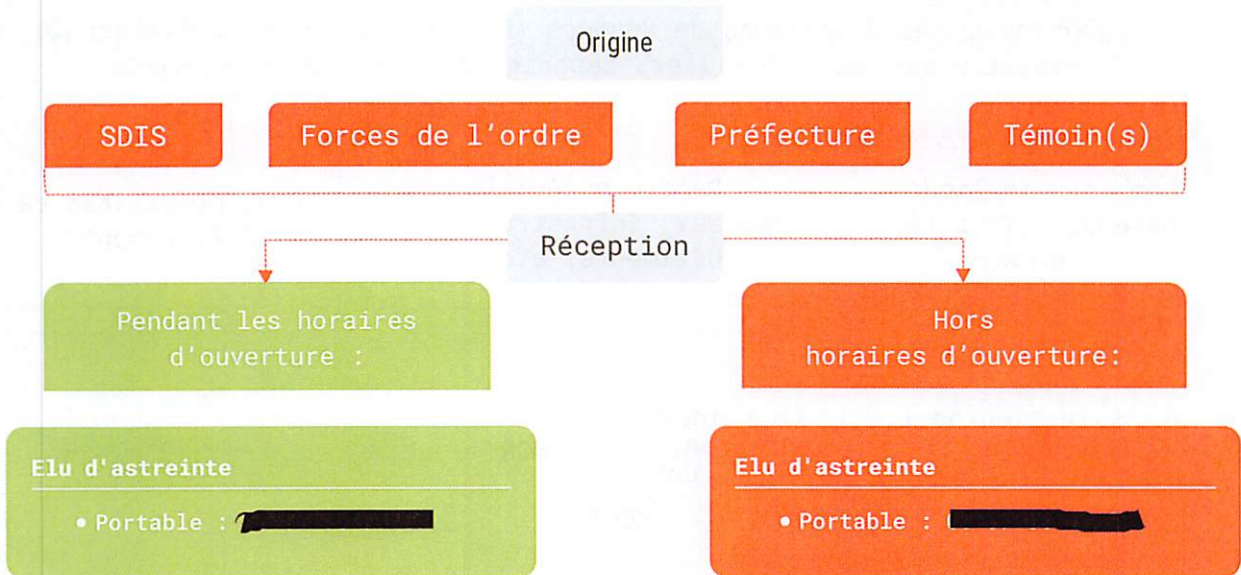 Origine
SDIS
Forces de l'ordre
Préfecture
Témoin(s)
Réception
Pendant les horaires
d'ouverture :
Hors
horaires d'ouverture:
Elu d'astreinte
• Portable :
Elu d'astreinte
• Portable :